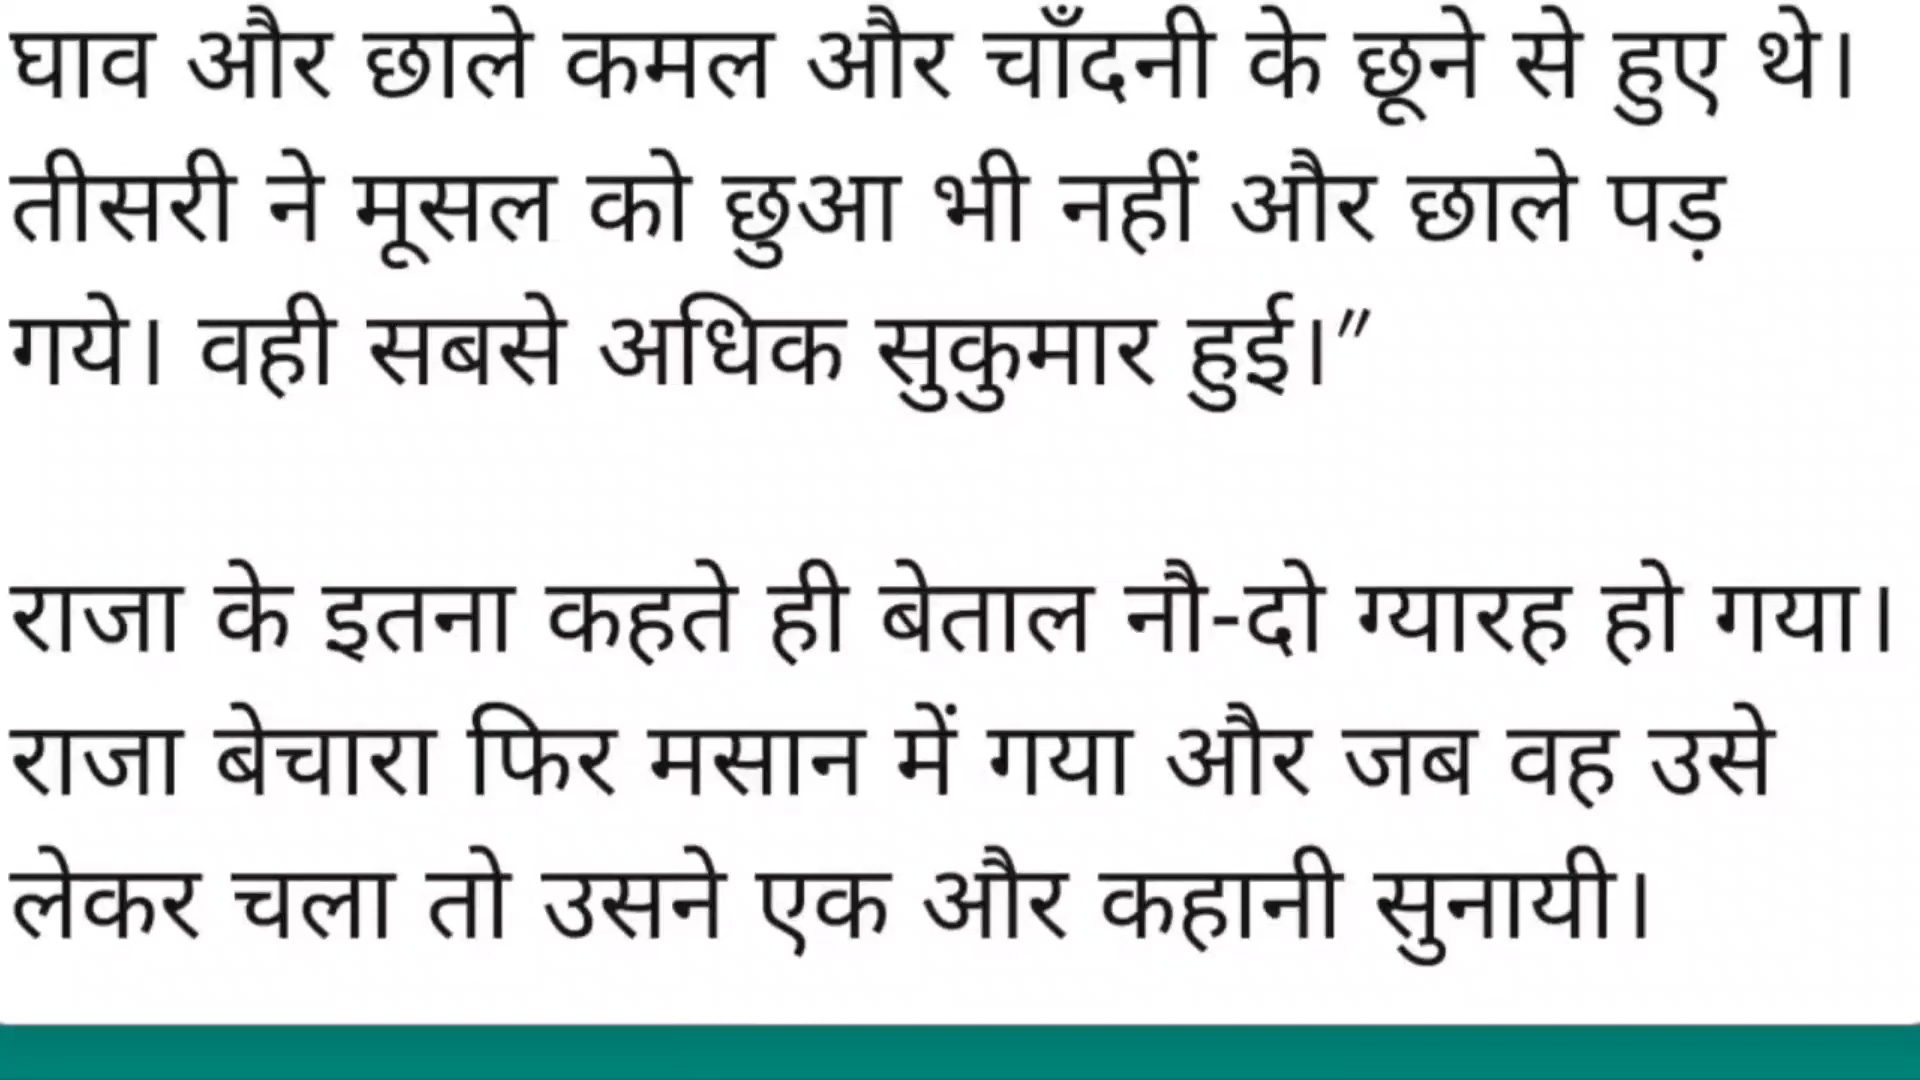 घाव और छाले कमल और चाँदनी के छूने से हुए थे।
तीसरी ने मूसल को छुआ भी नहीं और छाले पड़
गये। वही सबसे अधिक सुकुमार हुई।”
राजा के इतना कहते ही बेताल नौ-दो ग्यारह हो गया।
राजा बेचारा फिर मसान में गया और जब वह उसे
लेकर चला तो उसने एक और कहानी सुनायी।